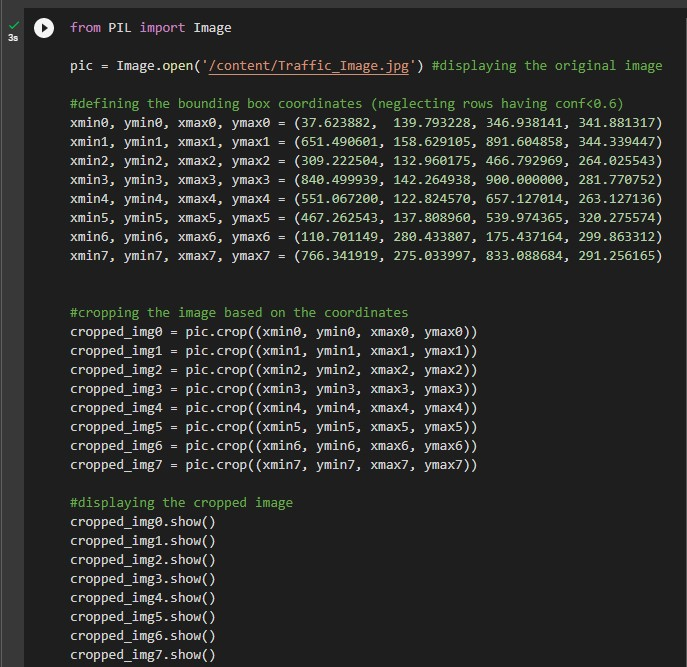 from PIL import Image
3s
pic = Image.open('/content/Traffic_Image.jpg') #displaying the original image
#defining the bounding box coordinates (neglecting rows having conf<0.6)
xmin0, ymin0, xmax0, ymax0 = (37.623882,  139.793228, 346.938141, 341.881317)
xmin1, ymin1, xmax1, ymax1 = (651.490601, 158.629105, 891.604858, 344.339447)
xmin2, ymin2, xmax2, ymax2 = (309.222504, 132.960175, 466.792969, 264.025543)
xmin3, ymin3, xmax3, ymax3 = (840.499939, 142.264938, 900.000000, 281.770752)
xmin4, ymin4, xmax4, ymax4 = (551.067200, 122.824570, 657.127014, 263.127136)
xmin5, ymin5, xmax5, ymax5 = (467.262543, 137.808960, 539.974365, 320.275574)
xmin6, ymin6, xmax6, ymax6 = (110.701149, 280.433807, 175.437164, 299.863312)
xmin7, ymin7, xmax7, ymax7 = (766.341919, 275.033997, 833.088684, 291.256165)
#cropping the image based on the coordinates
cropped_img0 = pic.crop((xmin0, ymin0, xmax0, ymax0))
cropped_img1 = pic.crop((xmin1, ymin1, xmax1, ymax1))
cropped_img2 = pic.crop((xmin2, ymin2, xmax2, ymax2))
cropped_img3 = pic.crop((xmin3, ymin3, xmax3, ymax3))
cropped_img4 = pic.crop((xmin4, ymin4, xmax4, ymax4))
cropped_img5 = pic.crop((xmin5, ymin5, xmax5, ymax5))
cropped_img6 = pic.crop((xmin6, ymin6, xmax6, ymax6))
cropped_img7 = pic.crop((xmin7, ymin7, xmax7, ymax7))
#displaying the cropped image
cropped_img0.show()
cropped_img1.show()
cropped_img2.show()
cropped_img3.show()
cropped_img4.show()
cropped_img5.show()
cropped_img6.show()
cropped_img7.show()